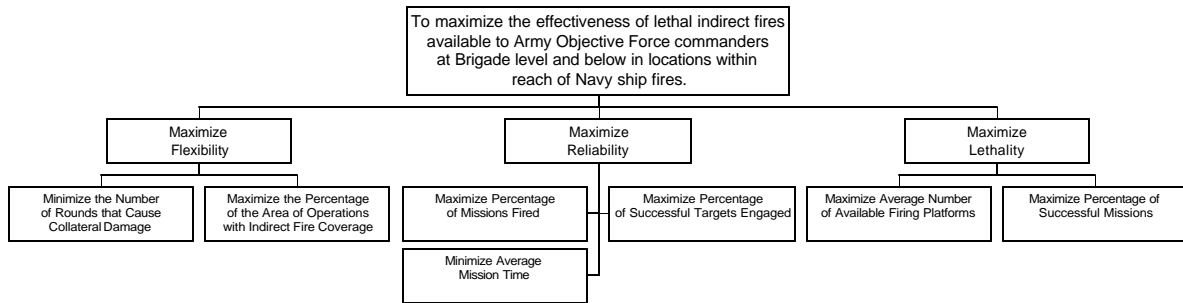 To maximize the effectiveness of lethal indirect fires
available to Army Objective Force commanders
at Brigade level and below in locations within
reach of Navy ship fires.
Maximize
Flexibility
Maximize
Reliability
Maximize
Lethality
Minimize the Number
of Rounds that Cause
Collateral Damage
Maximize the Percentage
of the Area of Operations
with Indirect Fire Coverage
Maximize Percentage
of Missions Fired
Maximize Percentage
of Successful Targets Engaged
Maximize Average Number
of Available Firing Platforms
Maximize Percentage of
Successful Missions
Minimize Average
Mission Time